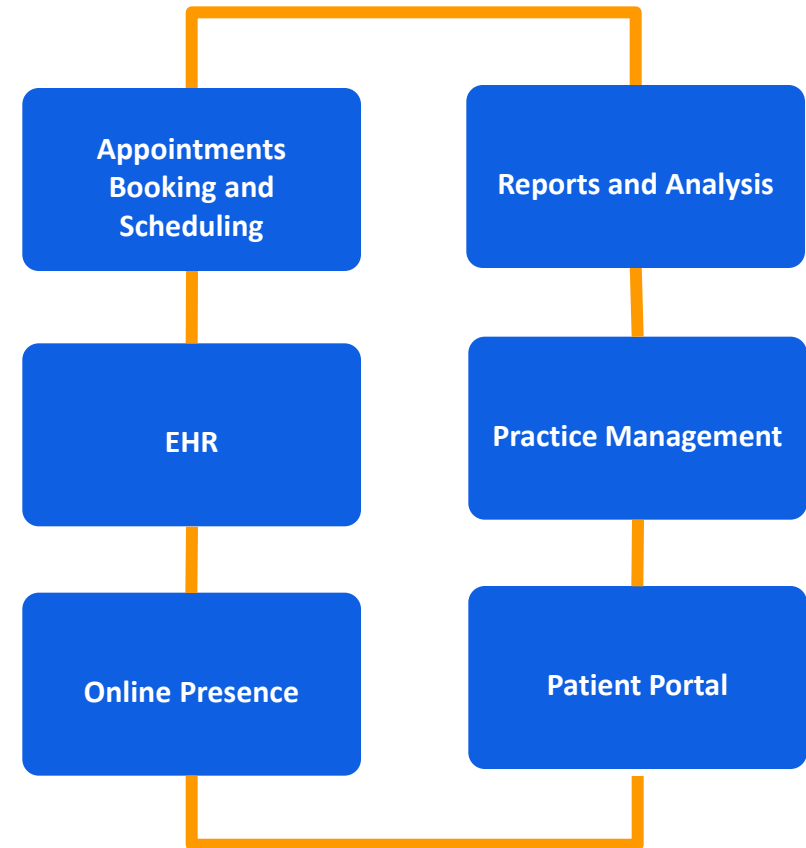 Appointments
Booking and
Scheduling
Reports and Analysis
EHR
Practice Management
Online Presence
Patient Portal